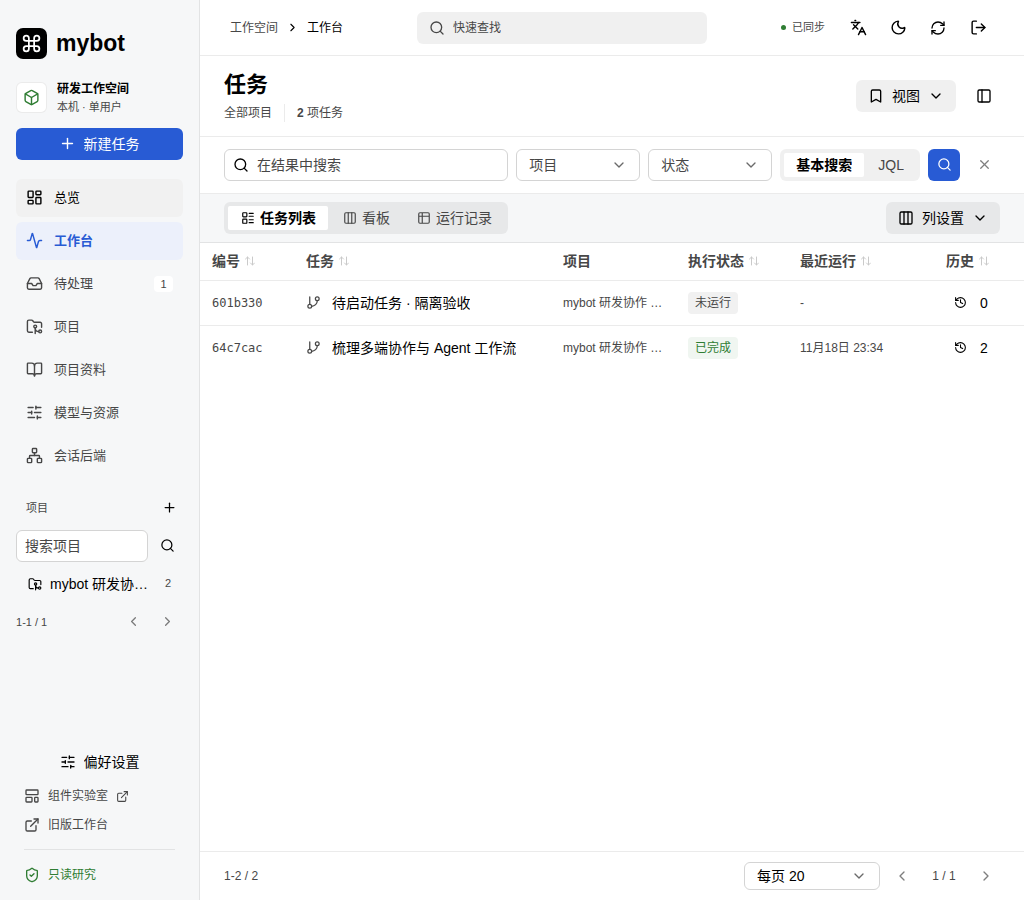 mybot
研发工作空间
本机 · 单用户
新建任务
总览
工作台
待处理 1
项目
项目资料
模型与资源
会话后端
项目
搜索项目
mybot 研发协… 2
1-1 / 1
偏好设置
组件实验室
旧版工作台
只读研究
工作空间 工作台 快速查找 已同步
任务
全部项目 2 项任务
视图
在结果中搜索 项目 状态 基本搜索 JQL
任务列表 看板 运行记录 列设置
编号 任务 项目 执行状态 最近运行 历史
601b330 待启动任务 · 隔离验收 mybot 研发协作 … 未运行 - 0
64c7cac 梳理多端协作与 Agent 工作流 mybot 研发协作 … 已完成 11月18日 23:34 2
1-2 / 2 每页 20 1 / 1